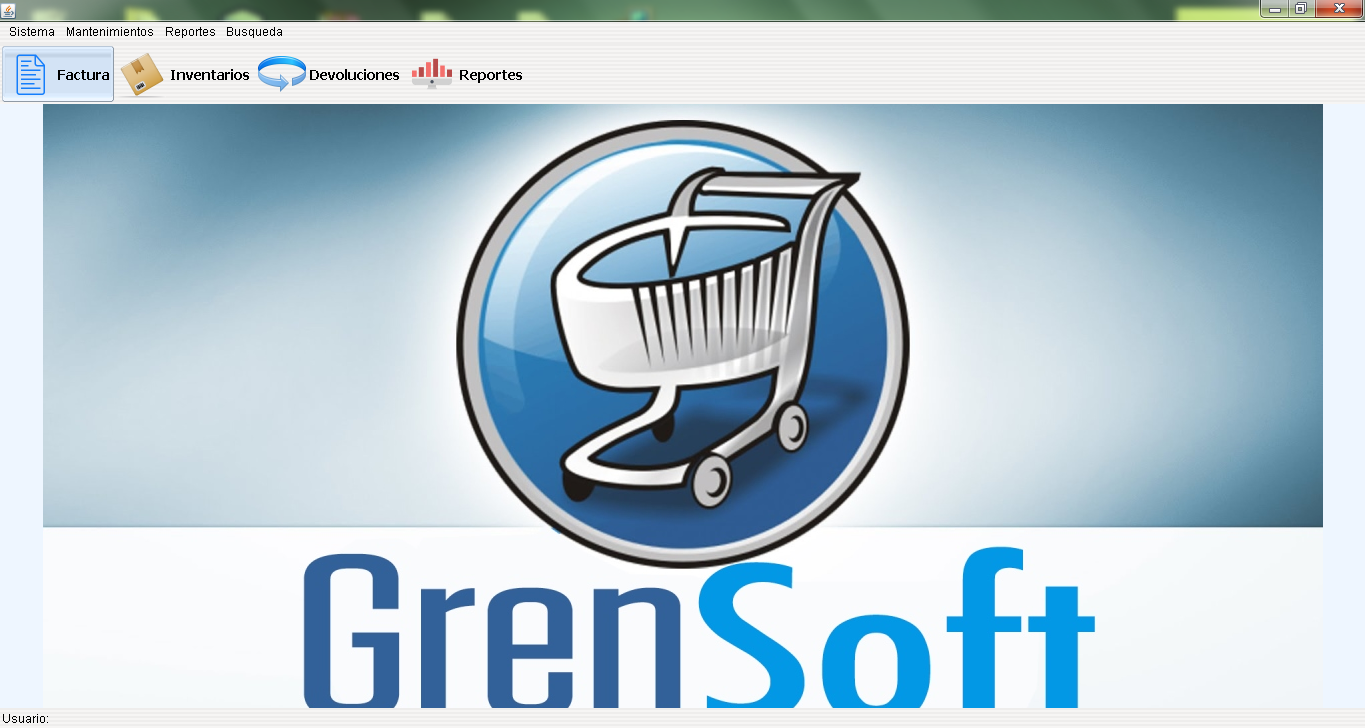 Sistema Mantenimientos Reportes Busqueda
Factura Inventarios Devoluciones Reportes
GrenSoft
Usuario: